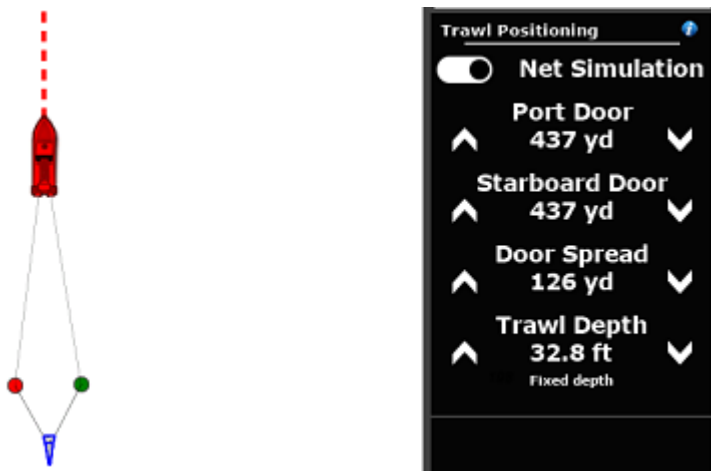 Trawl Positioning
Net Simulation
Port Door
437 yd
Starboard Door
437 yd
Door Spread
126 yd
Trawl Depth
32.8 ft
Fixed depth